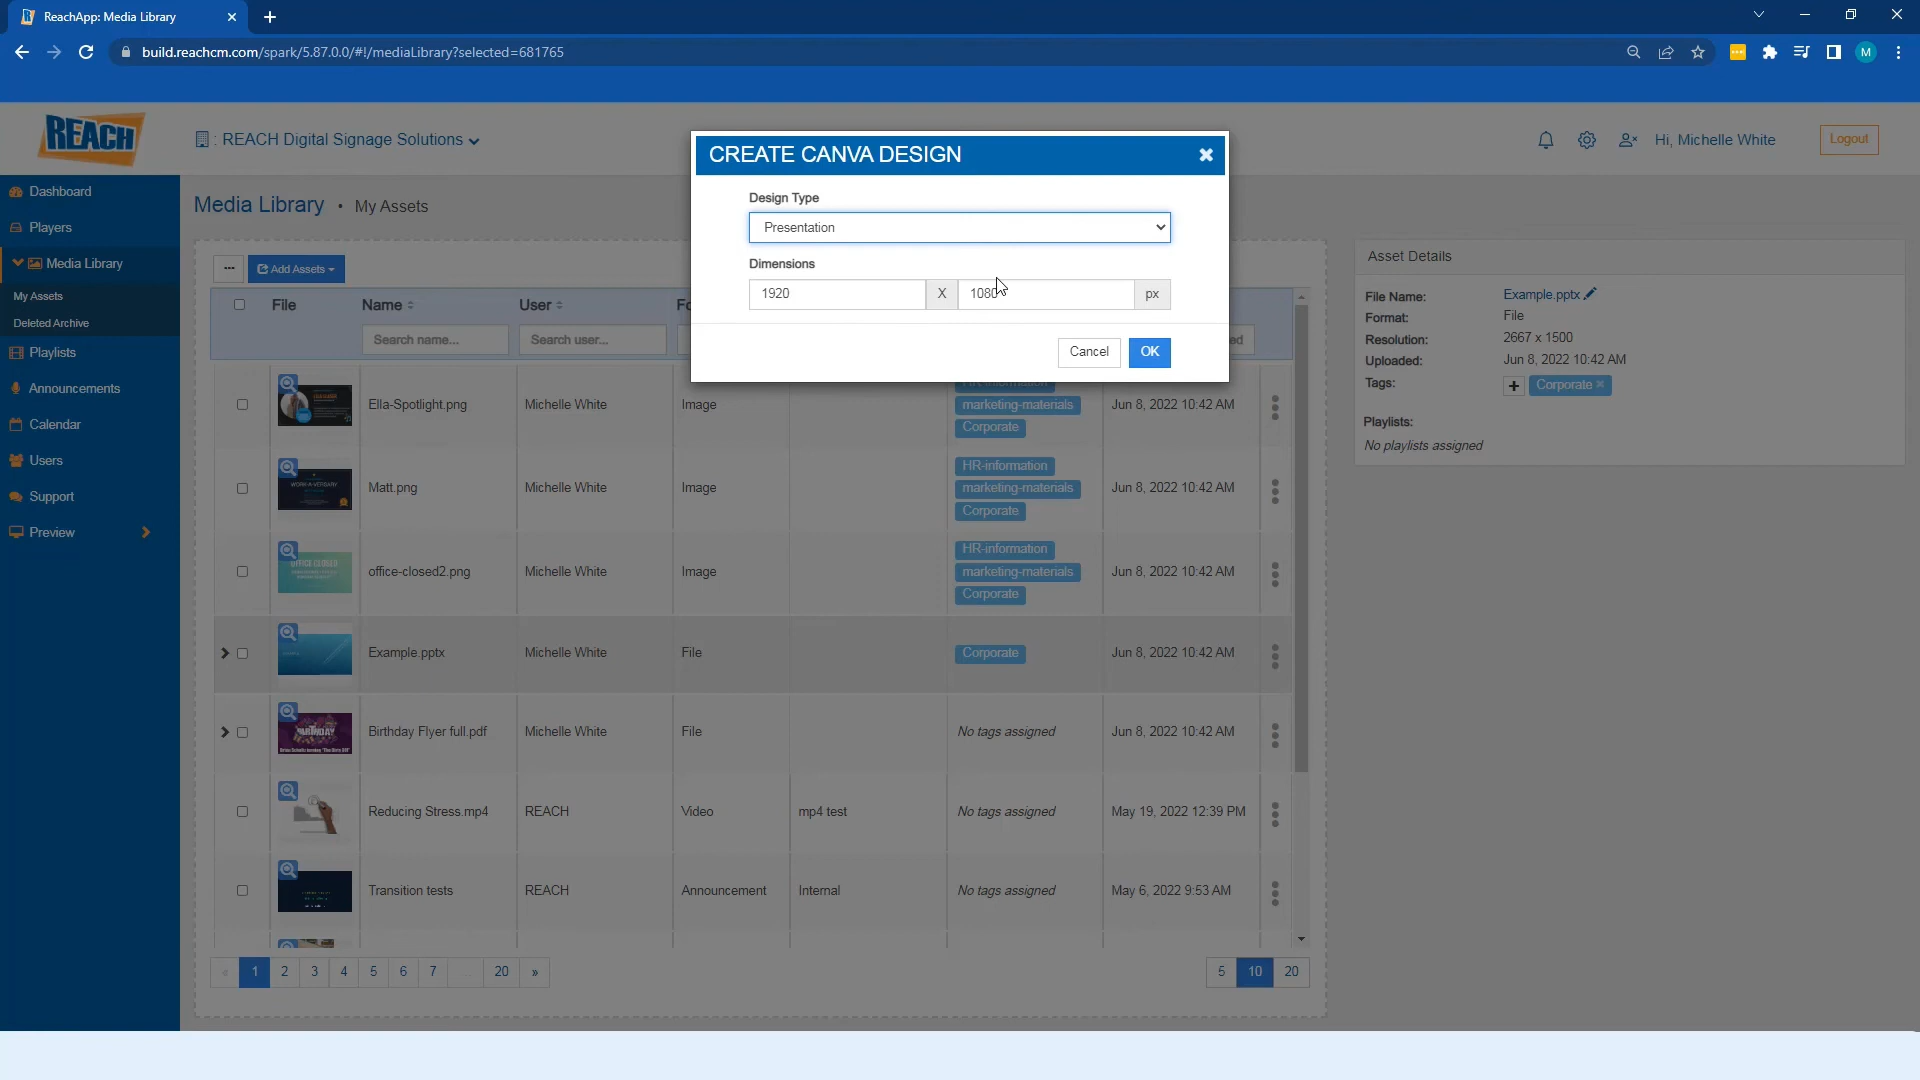 ReachApp: Media Library
build.reachcm.com/spark/5.87.0.0/#!/mediaLibrary?selected=681765
M
REACH
: REACH Digital Signage Solutions
Hi, Michelle White
Logout
CREATE CANVA DESIGN
Design Type
Presentation
Dimensions
1920 X 1080 px
Cancel OK
Dashboard
Players
Media Library
My Assets
Deleted Archive
Playlists
Announcements
Calendar
Users
Support
Preview
Media Library • My Assets
Add Assets
File Name User Fo
Search name... Search user... ed
Ella-Spotlight.png Michelle White Image HR-information marketing-materials Corporate Jun 8, 2022 10:42 AM
WORK-A-VERSARY
Matt.png Michelle White Image HR-information marketing-materials Corporate Jun 8, 2022 10:42 AM
OFFICE CLOSED
office-closed2.png Michelle White Image HR-information marketing-materials Corporate Jun 8, 2022 10:42 AM
Example.pptx Michelle White File Corporate Jun 8, 2022 10:42 AM
BIRTHDAY
Birthday Flyer full.pdf Michelle White File No tags assigned Jun 8, 2022 10:42 AM
Reducing Stress.mp4 REACH Video mp4 test No tags assigned May 19, 2022 12:39 PM
Transition tests REACH Announcement Internal No tags assigned May 6, 2022 9:53 AM
« 1 2 3 4 5 6 7 ... 20 »
5 10 20
Asset Details
File Name: Example.pptx
Format: File
Resolution: 2667 x 1500
Uploaded: Jun 8, 2022 10:42 AM
Tags: + Corporate ×
Playlists:
No playlists assigned